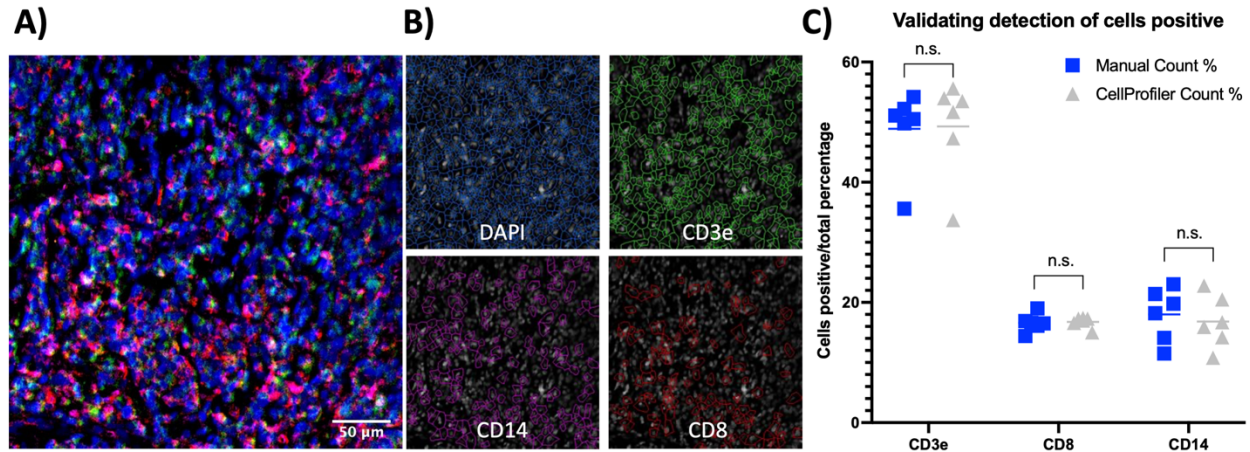 A)
B)
C)
50 µm
DAPI
CD3e
CD14
CD8
Validating detection of cells positive
n.s.
Manual Count %
CellProfiler Count %
n.s.
n.s.
Cells positive/total percentage
60
40
20
0
CD3e
CD8
CD14